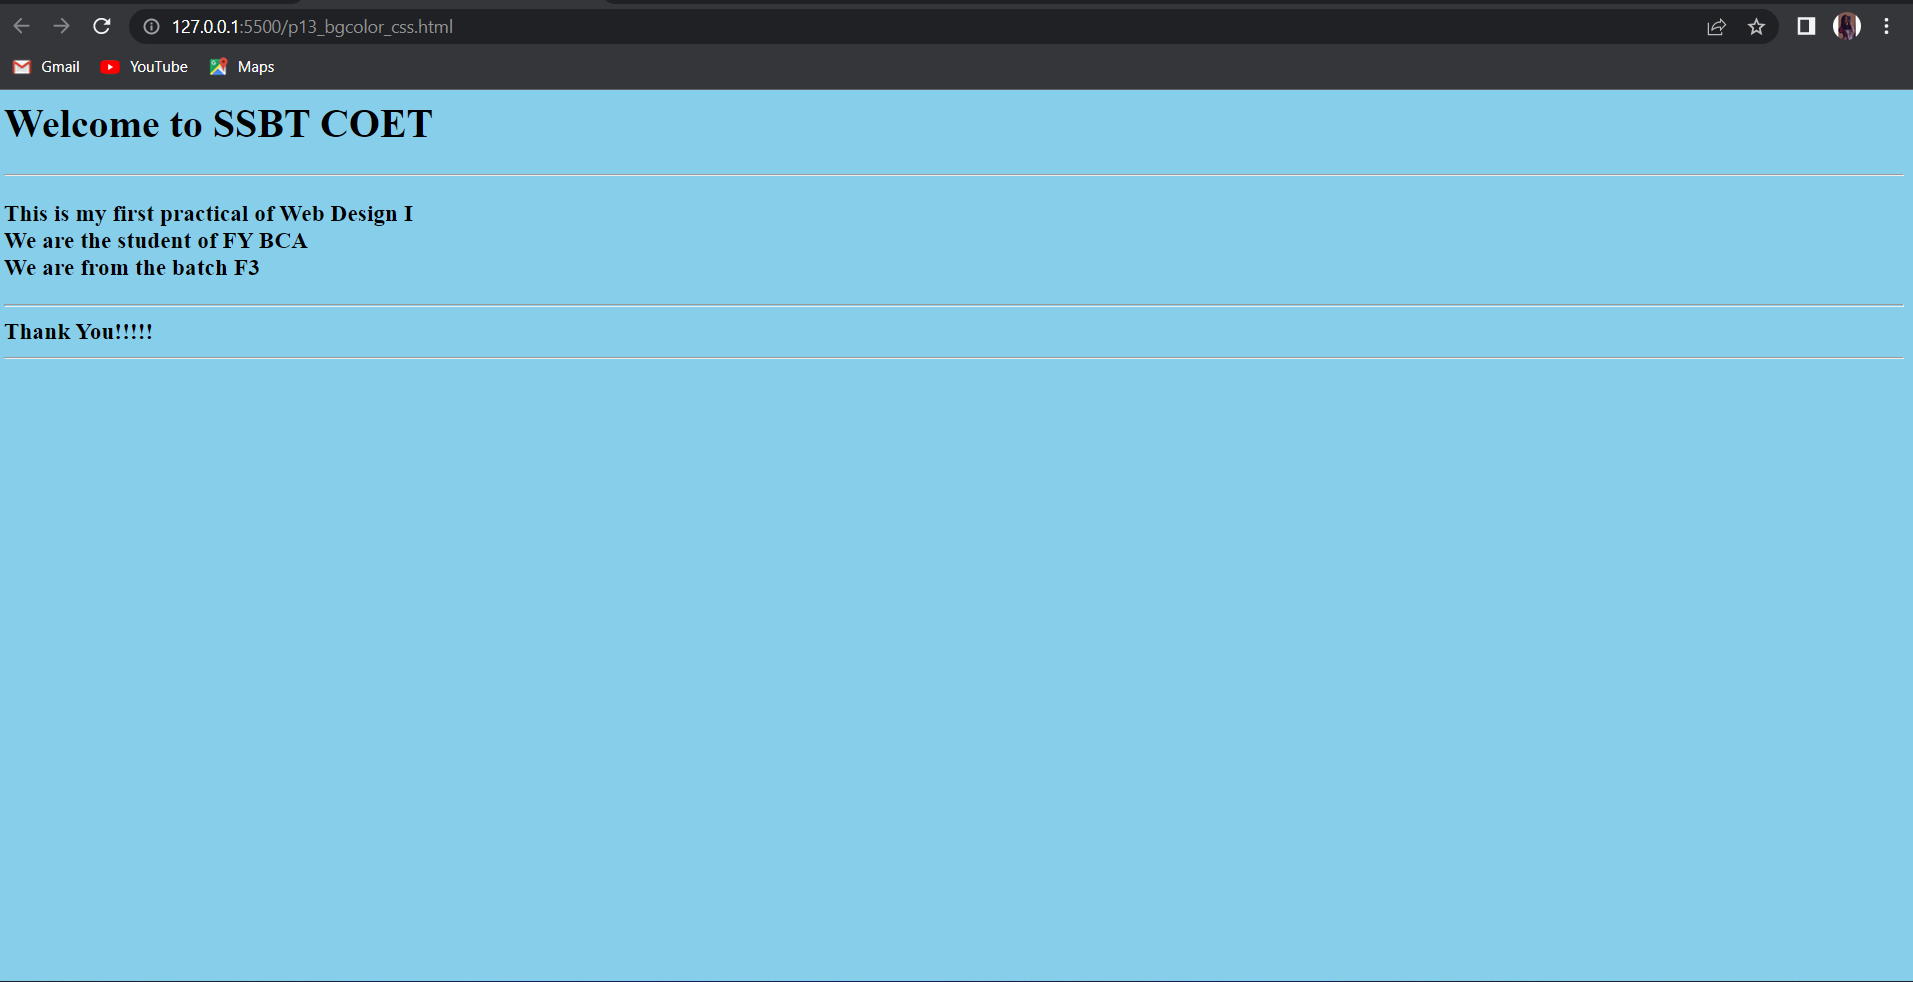 127.0.0.1:5500/p13_bgcolor_css.html
Gmail YouTube Maps
Welcome to SSBT COET
This is my first practical of Web Design I
We are the student of FY BCA
We are from the batch F3
Thank You!!!!!